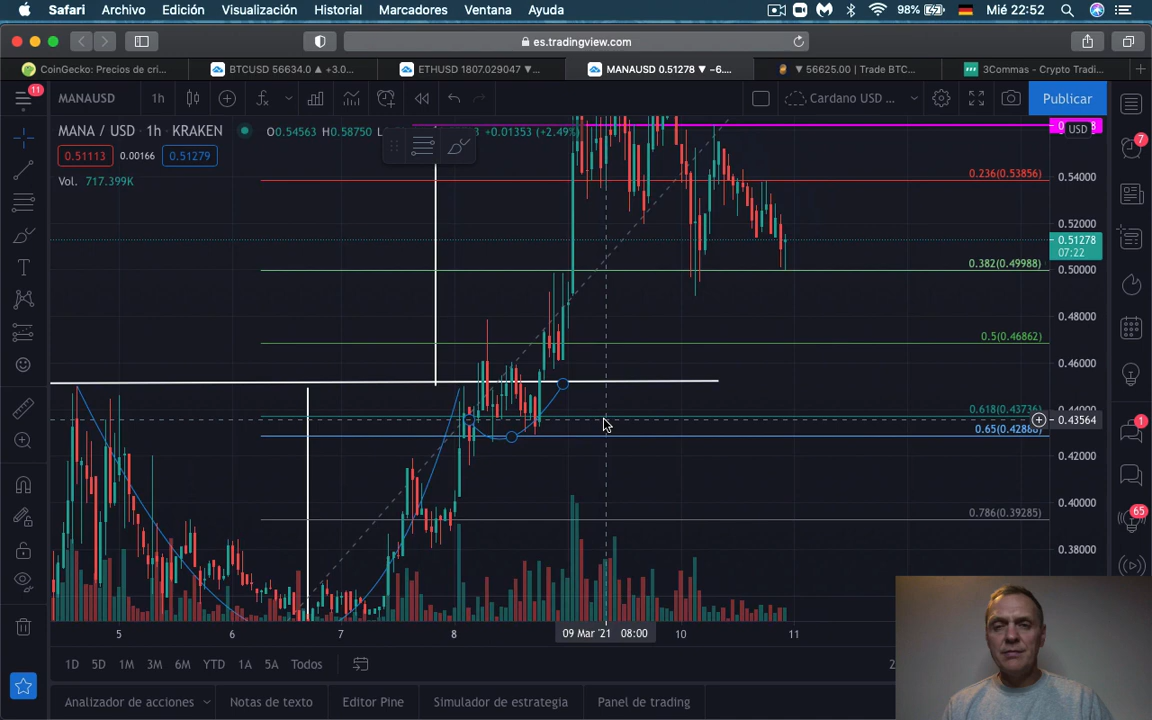 Safari Archivo Edición Visualización Historial Marcadores Ventana Ayuda 98% Mié 22:52
es.tradingview.com
CoinGecko: Precios de cri... BTCUSD 56634.0 ▲ +3.0... ETHUSD 1807.029047 ▼... MANAUSD 0.51278 ▼ −6.... ▼ 56625.00 | Trade BTC... 3Commas - Crypto Tradi...
11 MANAUSD 1h Cardano USD ... Publicar
MANA / USD · 1h · KRAKEN O0.54563 H0.58750 +0.01353 (+2.49%) USD
0.51113 0.00166 0.51279 7
Vol. 717.399K 0.236(0.53856) 0.54000
0.52000
0.51278
07:22
0.382(0.49988) 0.50000
0.48000
0.5(0.46862)
0.46000
0.618(0.43736)
0.43564
1
0.42000
0.40000
0.786(0.39285) 65
0.38000
5 6 7 8 09 Mar '21 08:00 10 11
1D 5D 1M 3M 6M YTD 1A 5A Todos
Analizador de acciones Notas de texto Editor Pine Simulador de estrategia Panel de trading